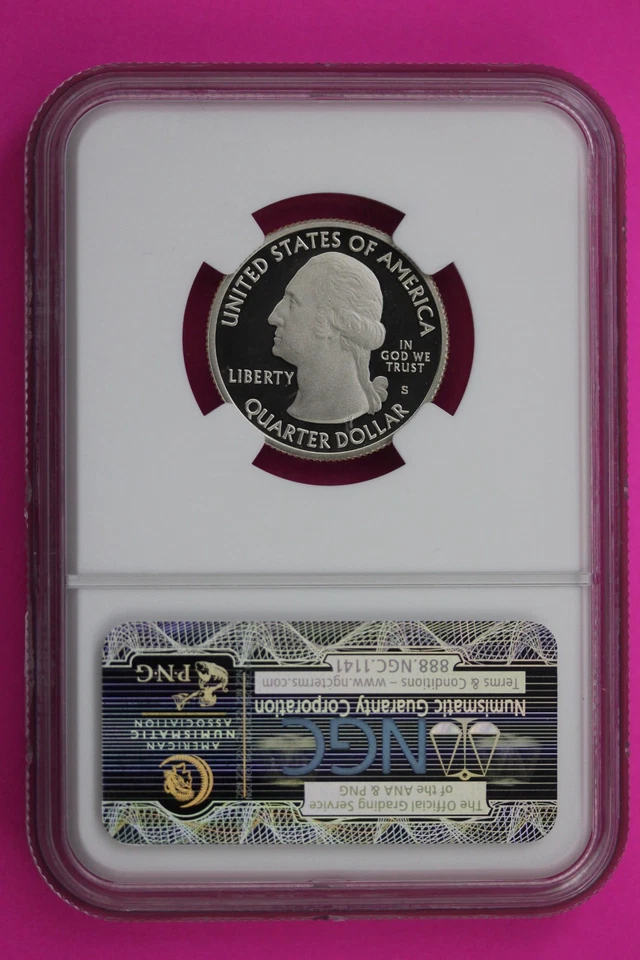 UNITED STATES OF AMERICA
LIBERTY
IN
GOD WE
TRUST
S
QUARTER DOLLAR
The Official Grading Service
of the ANA & PNG
NGC
Numismatic Guaranty Corporation
Terms & Conditions – www.ngcterms.com
888.NGC.1141
AMERICAN
NUMISMATIC
ASSOCIATION
PNG